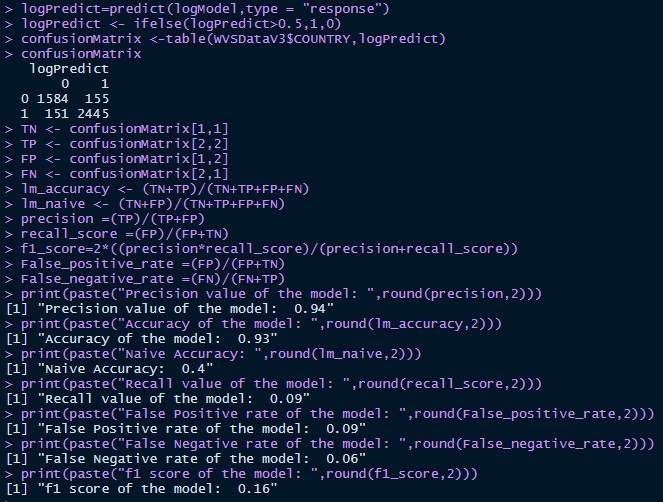 > logPredict=predict(logModel,type = "response")
> logPredict <- ifelse(logPredict>0.5,1,0)
> confusionMatrix <-table(WVSDataV3$COUNTRY,logPredict)
> confusionMatrix
   logPredict
       0    1
  0 1584  155
  1  151 2445
> TN <- confusionMatrix[1,1]
> TP <- confusionMatrix[2,2]
> FP <- confusionMatrix[1,2]
> FN <- confusionMatrix[2,1]
> lm_accuracy <- (TN+TP)/(TN+TP+FP+FN)
> lm_naive <- (TN+FP)/(TN+TP+FP+FN)
> precision =(TP)/(TP+FP)
> recall_score =(FP)/(FP+TN)
> f1_score=2*((precision*recall_score)/(precision+recall_score))
> False_positive_rate =(FP)/(FP+TN)
> False_negative_rate =(FN)/(FN+TP)
> print(paste("Precision value of the model: ",round(precision,2)))
[1] "Precision value of the model:  0.94"
> print(paste("Accuracy of the model: ",round(lm_accuracy,2)))
[1] "Accuracy of the model:  0.93"
> print(paste("Naive Accuracy: ",round(lm_naive,2)))
[1] "Naive Accuracy:  0.4"
> print(paste("Recall value of the model: ",round(recall_score,2)))
[1] "Recall value of the model:  0.09"
> print(paste("False Positive rate of the model: ",round(False_positive_rate,2)))
[1] "False Positive rate of the model:  0.09"
> print(paste("False Negative rate of the model: ",round(False_negative_rate,2)))
[1] "False Negative rate of the model:  0.06"
> print(paste("f1 score of the model: ",round(f1_score,2)))
[1] "f1 score of the model:  0.16"